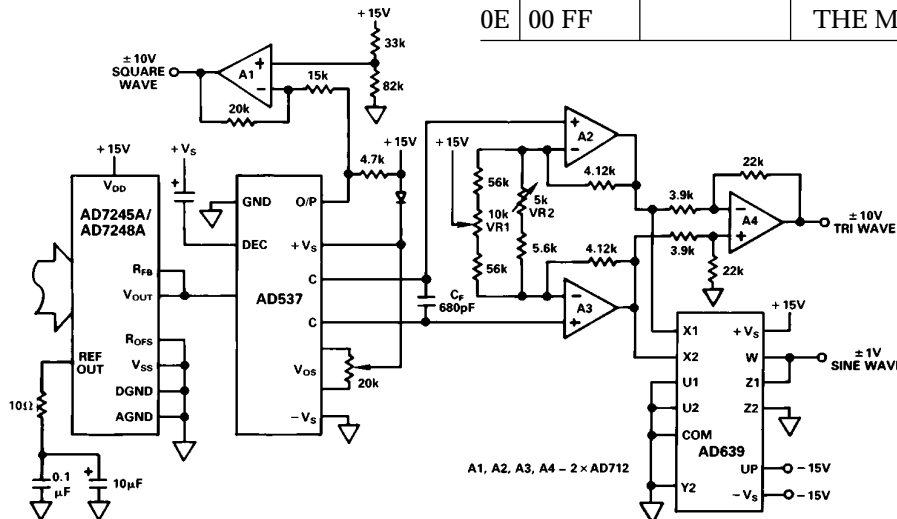 0E 00 FF THE M
+15V
33k
82k
±10V
SQUARE
WAVE
A1
+
−
15k
20k
+15V
VDD
AD7245A/
AD7248A
RFB
VOUT
ROFS
VSS
DGND
AGND
REF
OUT
10Ω
0.1
µF
+
10µF
+VS
+
GND
DEC
O/P
+VS
C
AD537
C
VOS
−VS
4.7k
+15V
CF
680pF
20k
+15V
56k
10k
VR1
56k
5k
VR2
5.6k
+
−
A2
4.12k
4.12k
−
+
A3
3.9k
3.9k
22k
−
+
A4
22k
±10V
TRI WAVE
+15V
X1
X2
U1
U2
COM
Y2
+VS
W
Z1
Z2
AD639
UP
−VS
±1V
SINE WAVE
−15V
−15V
A1, A2, A3, A4 – 2 × AD712